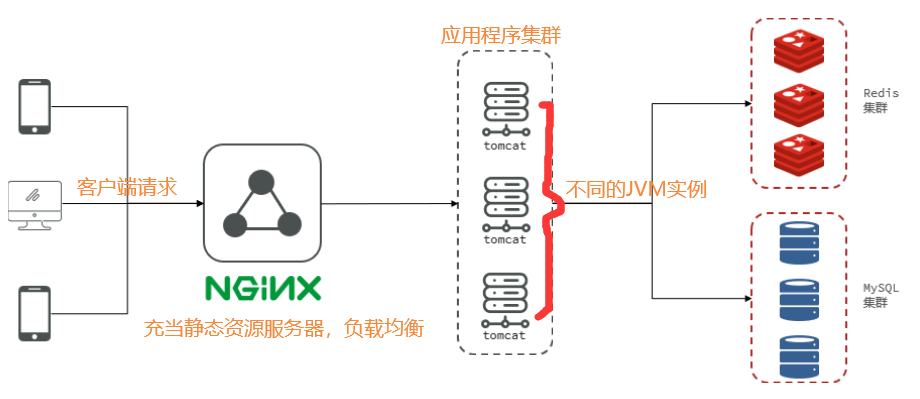 应用程序集群
tomcat
tomcat
tomcat
客户端请求
NGINX
充当静态资源服务器，负载均衡
不同的JVM实例
Redis
集群
MySQL
集群